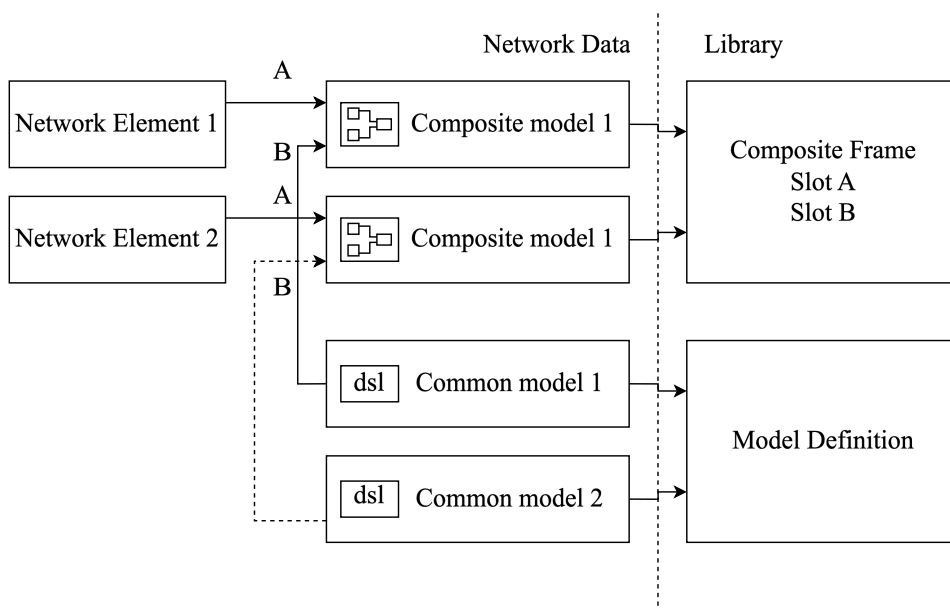 Network Data
Library
A
Network Element 1
Composite model 1
B
Composite Frame
Slot A
Slot B
A
Network Element 2
Composite model 1
B
dsl
Common model 1
Model Definition
dsl
Common model 2